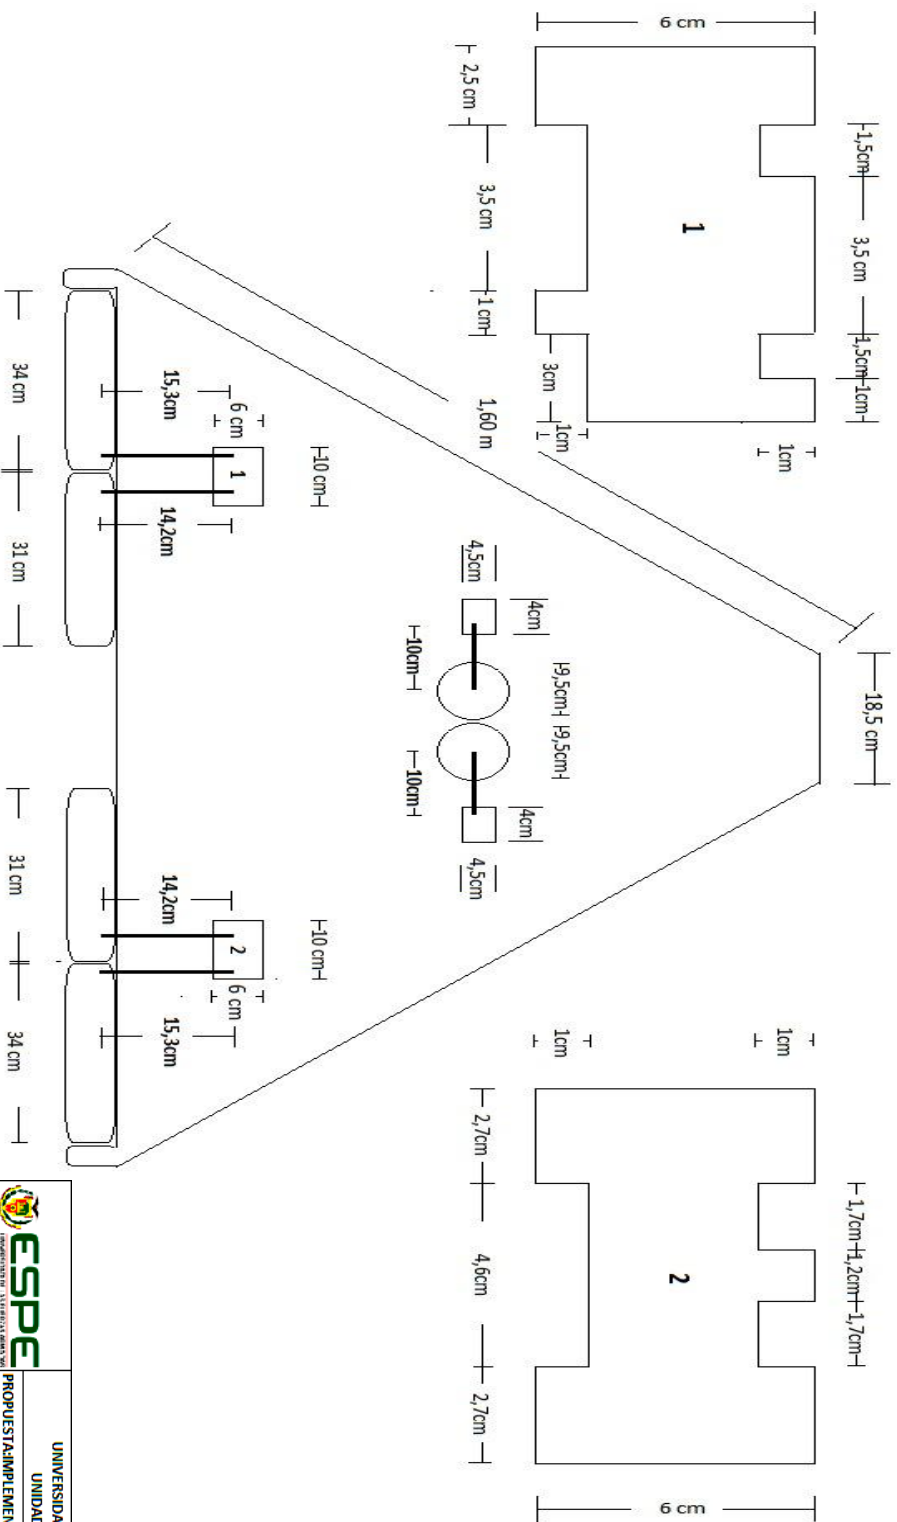 6 cm
2,5 cm
3,5 cm
1 cm
3cm
1cm
1,5cm
3,5 cm
1,5cm
1cm
1cm
1
1,60 m
18,5 cm
34 cm
31 cm
15,3cm
6 cm
1
14,2cm
10 cm
4,5cm
4cm
10cm
9,5cm
9,5cm
10cm
4cm
4,5cm
31 cm
34 cm
14,2cm
10 cm
2
6 cm
15,3cm
1cm
1cm
2,7cm
4,6cm
2,7cm
1,7cm
1,2cm
1,7cm
2
6 cm
ESPE
UNIVERSIDA
UNIDAD
PROPUESTA:IMPLEMEN